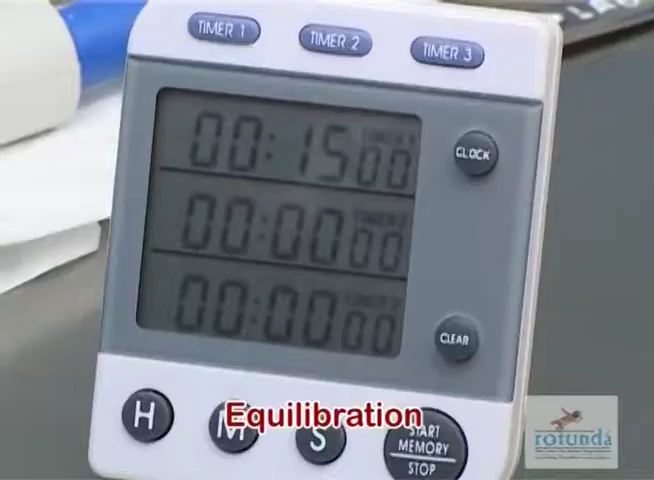 TIMER 1 TIMER 2 TIMER 3
00:15 00
CLOCK
00:00 00
00:00 00
CLEAR
H M S START
MEMORY
STOP
Equilibration
rotunda